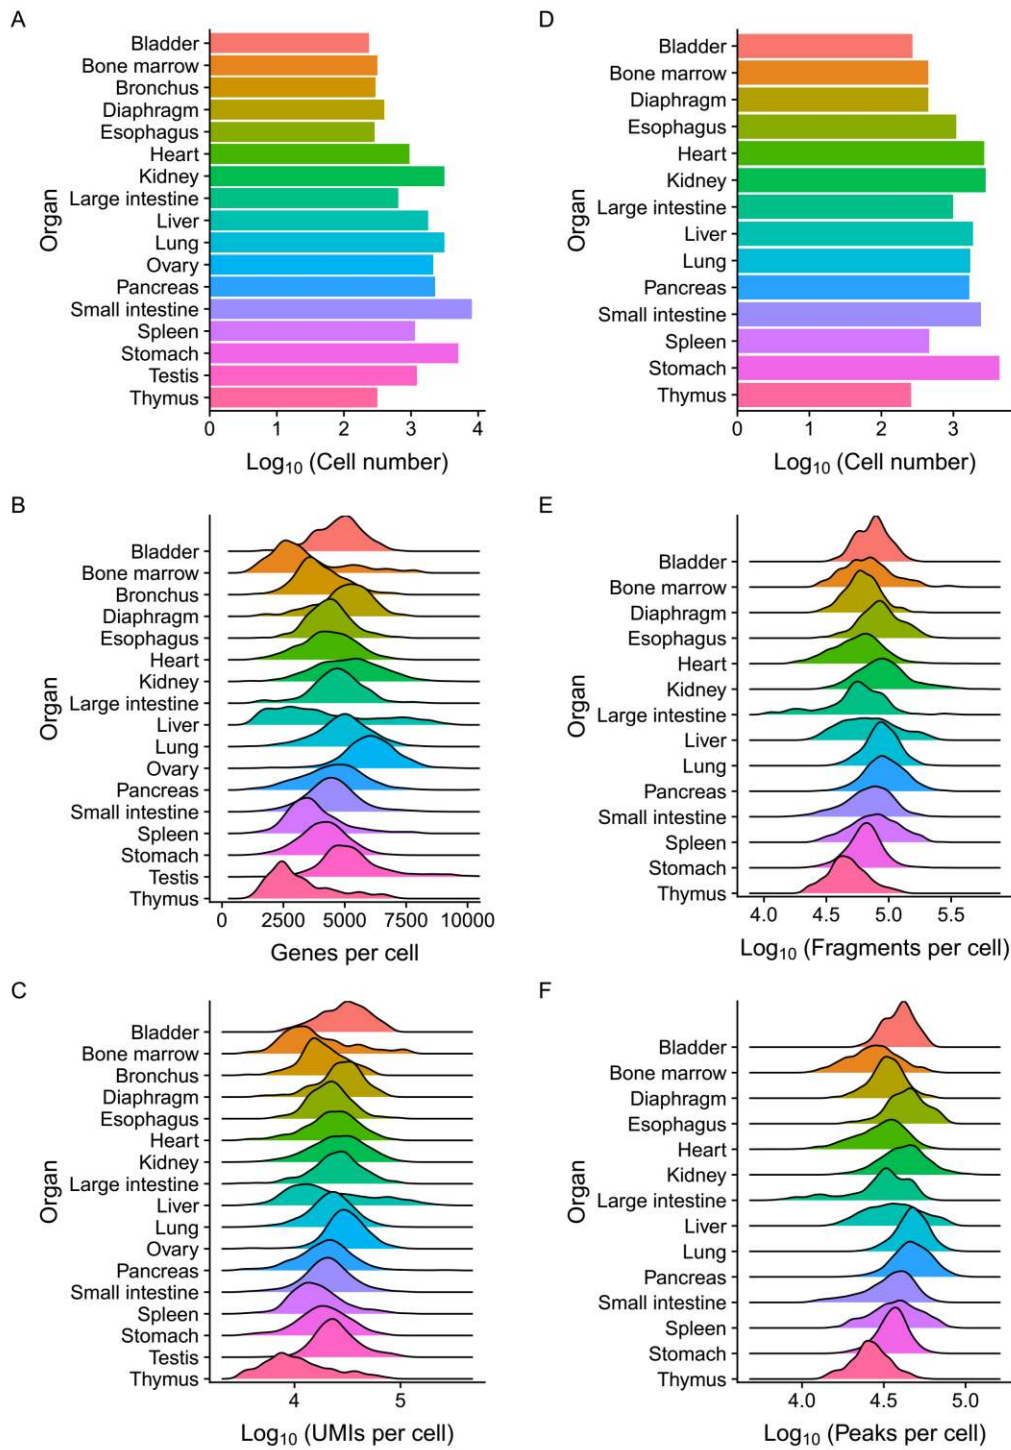 A
Organ
Bladder
Bone marrow
Bronchus
Diaphragm
Esophagus
Heart
Kidney
Large intestine
Liver
Lung
Ovary
Pancreas
Small intestine
Spleen
Stomach
Testis
Thymus
0 1 2 3 4
Log₁₀ (Cell number)
D
Organ
Bladder
Bone marrow
Diaphragm
Esophagus
Heart
Kidney
Large intestine
Liver
Lung
Pancreas
Small intestine
Spleen
Stomach
Thymus
0 1 2 3
Log₁₀ (Cell number)
B
Organ
Bladder
Bone marrow
Bronchus
Diaphragm
Esophagus
Heart
Kidney
Large intestine
Liver
Lung
Ovary
Pancreas
Small intestine
Spleen
Stomach
Testis
Thymus
0 2500 5000 7500 10000
Genes per cell
E
Organ
Bladder
Bone marrow
Diaphragm
Esophagus
Heart
Kidney
Large intestine
Liver
Lung
Pancreas
Small intestine
Spleen
Stomach
Thymus
4.0 4.5 5.0 5.5
Log₁₀ (Fragments per cell)
C
Organ
Bladder
Bone marrow
Bronchus
Diaphragm
Esophagus
Heart
Kidney
Large intestine
Liver
Lung
Ovary
Pancreas
Small intestine
Spleen
Stomach
Testis
Thymus
4 5
Log₁₀ (UMIs per cell)
F
Organ
Bladder
Bone marrow
Diaphragm
Esophagus
Heart
Kidney
Large intestine
Liver
Lung
Pancreas
Small intestine
Spleen
Stomach
Thymus
4.0 4.5 5.0
Log₁₀ (Peaks per cell)